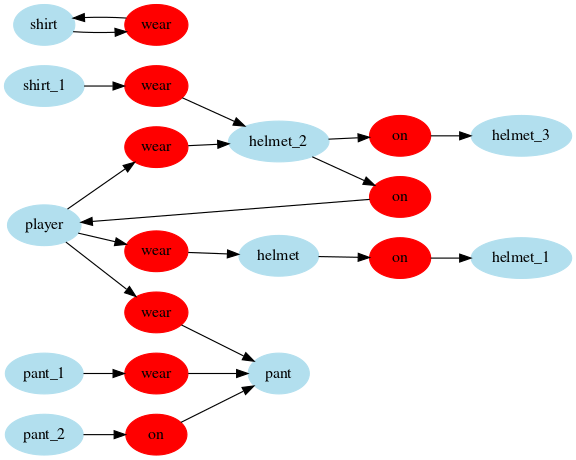 shirt
wear
shirt_1
wear
wear
helmet_2
on
helmet_3
on
player
wear
helmet
on
helmet_1
wear
pant_1
wear
pant
pant_2
on